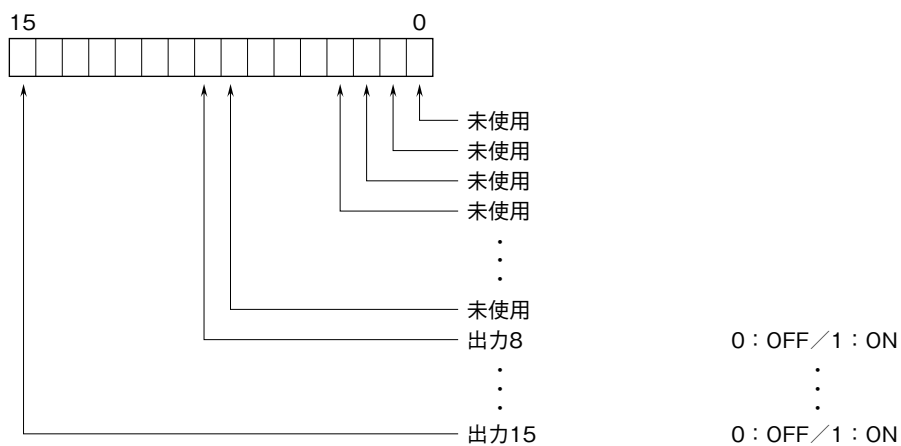 15 0
未使用
未使用
未使用
未使用
・
・
・
未使用
出力8 0：OFF／1：ON
・ ・
・ ・
・ ・
出力15 0：OFF／1：ON